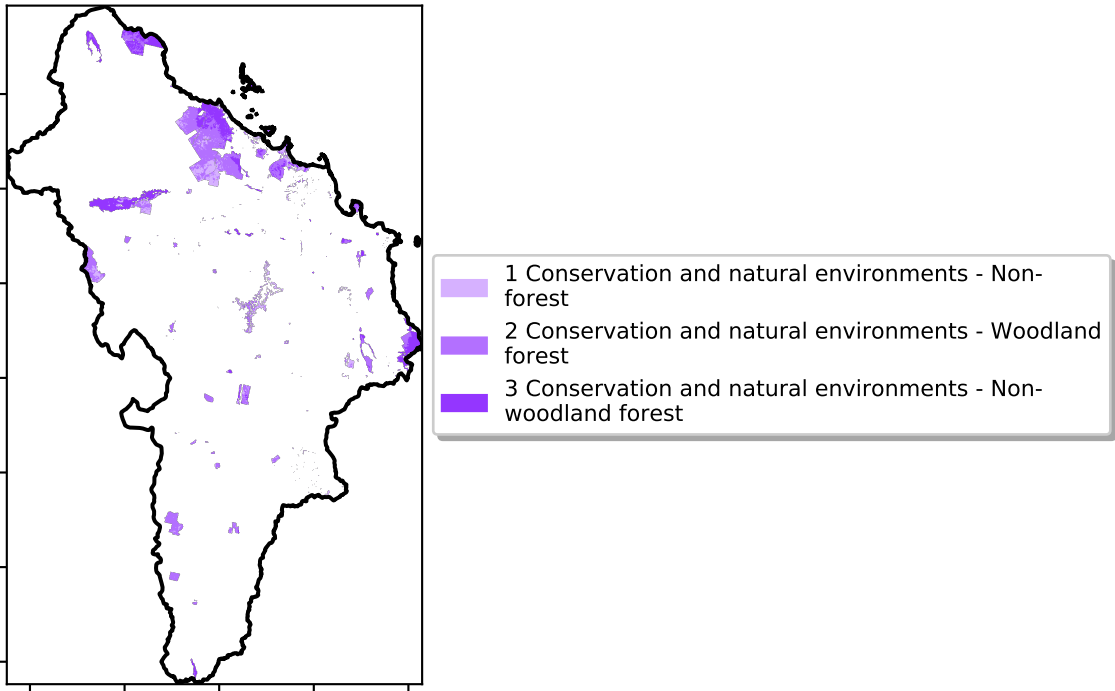 1 Conservation and natural environments - Non-
forest
2 Conservation and natural environments - Woodland
forest
3 Conservation and natural environments - Non-
woodland forest